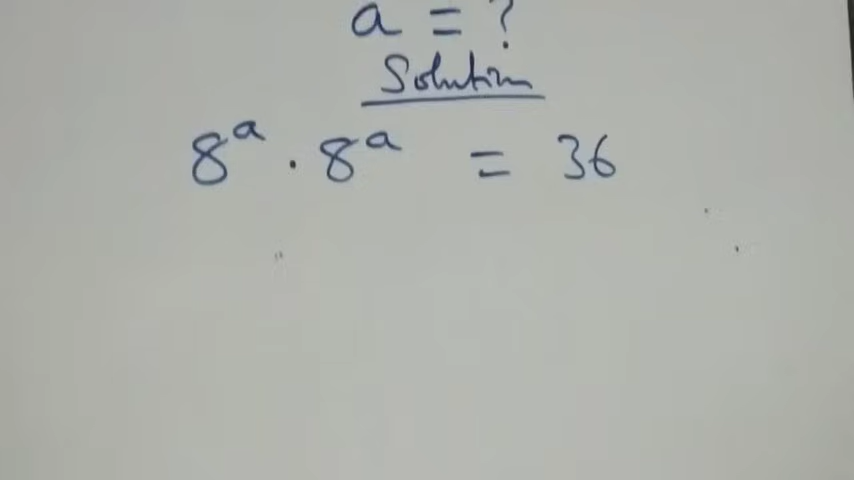 a = ?
Solution
8ᵃ · 8ᵃ = 36